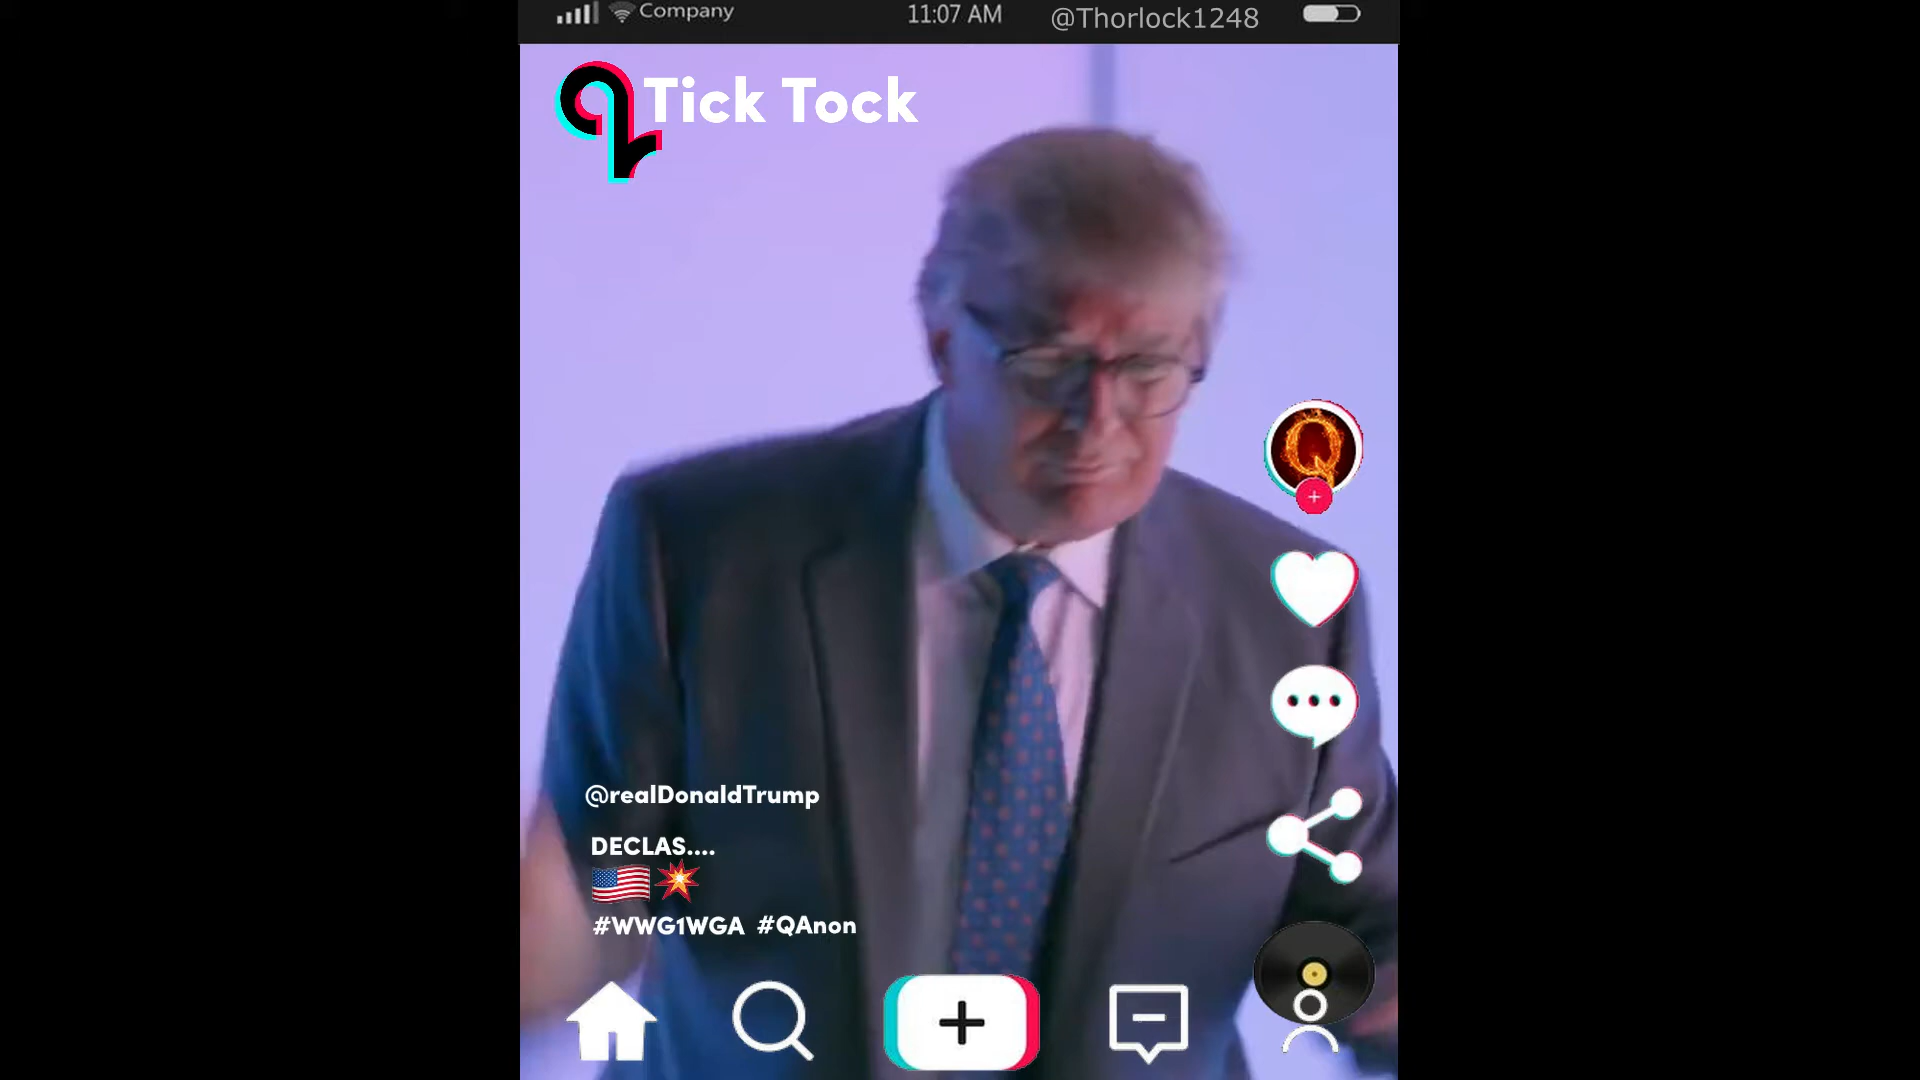 Company 11:07 AM @Thorlock1248
Tick Tock
Q
@realDonaldTrump
DECLAS....
#WWG1WGA #QAnon